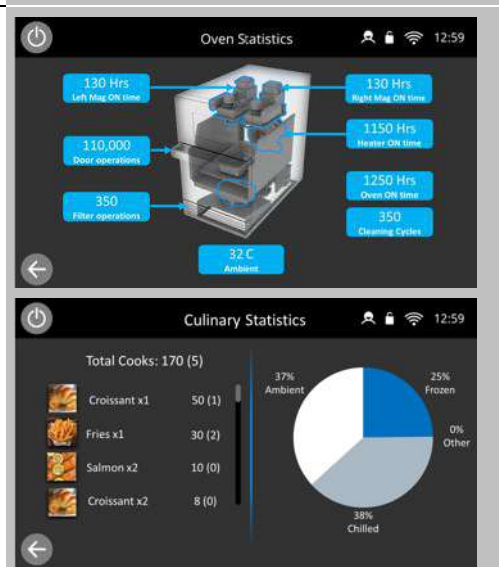 Oven Statistics
12:59
130 Hrs
Left Mag ON time
130 Hrs
Right Mag ON time
110,000
Door operations
1150 Hrs
Heater ON time
350
Filter operations
1250 Hrs
Oven ON time
350
Cleaning Cycles
32 C
Ambient
Culinary Statistics
12:59
Total Cooks: 170 (5)
Croissant x1 50 (1)
Fries x1 30 (2)
Salmon x2 10 (0)
Croissant x2 8 (0)
37%
Ambient
25%
Frozen
0%
Other
38%
Chilled